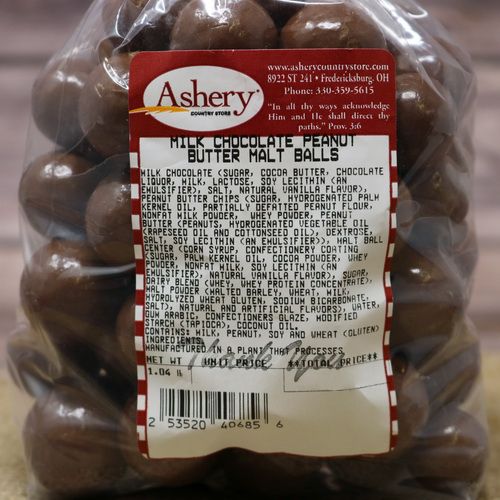 www.asherycountrystore.com
8922 ST 241 • Fredericksburg, OH
Phone: 330-359-5615
Ashery
COUNTRY STORE
"In all thy ways acknowledge
Him and He shall direct thy
paths." Prov. 3:6
MILK CHOCOLATE PEANUT
BUTTER MALT BALLS
MILK CHOCOLATE (SUGAR, COCOA BUTTER, CHOCOLATE
LIQUOR, MILK, LACTOSE, SOY LECITHIN (AN
EMULSIFIER), SALT, NATURAL VANILLA FLAVOR),
PEANUT BUTTER CHIPS (SUGAR, HYDROGENATED PALM
KERNEL OIL, PARTIALLY DEFATTED PEANUT FLOUR,
NONFAT MILK POWDER, WHEY POWDER, PEANUT
BUTTER (PEANUTS, HYDROGENATED VEGETABLE OIL
(RAPESEED OIL AND COTTONSEED OIL), DEXTROSE,
SALT, SOY LECITHIN (AN EMULSIFIER)), MALT BALL
CENTER (CORN SYRUP, CONFECTIONERY COATING
(SUGAR, PALM KERNEL OIL, COCOA POWDER, WHEY
POWDER, NONFAT MILK, SOY LECITHIN (AN
EMULSIFIER), NATURAL VANILLA FLAVOR), SUGAR,
DAIRY BLEND (WHEY, WHEY PROTEIN CONCENTRATE),
MALT POWDER (MALTED BARLEY, WHEAT, MILK,
HYDROLYZED WHEAT GLUTEN, SODIUM BICARBONATE,
SALT), NATURAL AND ARTIFICIAL FLAVORS), WATER,
GUM ARABIC, CONFECTIONERS GLAZE, MODIFIED
STARCH (TAPIOCA), COCONUT OIL.
CONTAINS MILK, PEANUT, SOY AND WHEAT (GLUTEN)
INGREDIENTS
MANUFACTURED IN A PLANT THAT PROCESSES
Thank You
NET WT UNIT PRICE **TOTAL PRICE**
1.04 lb
2 53520 40685 6